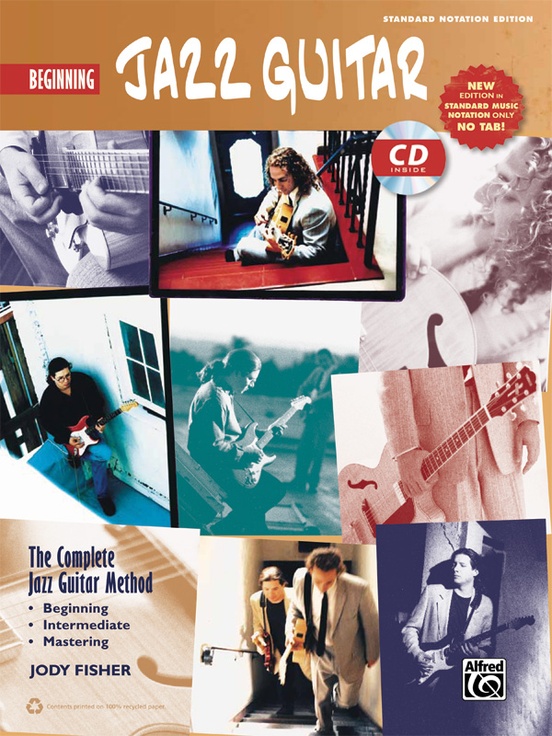 STANDARD NOTATION EDITION
BEGINNING
JAZZ GUITAR
NEW
EDITION IN
STANDARD MUSIC
NOTATION ONLY
NO TAB!
CD
INSIDE
The Complete
Jazz Guitar Method
• Beginning
• Intermediate
• Mastering
JODY FISHER
Contents printed on 100% recycled paper.
Alfred